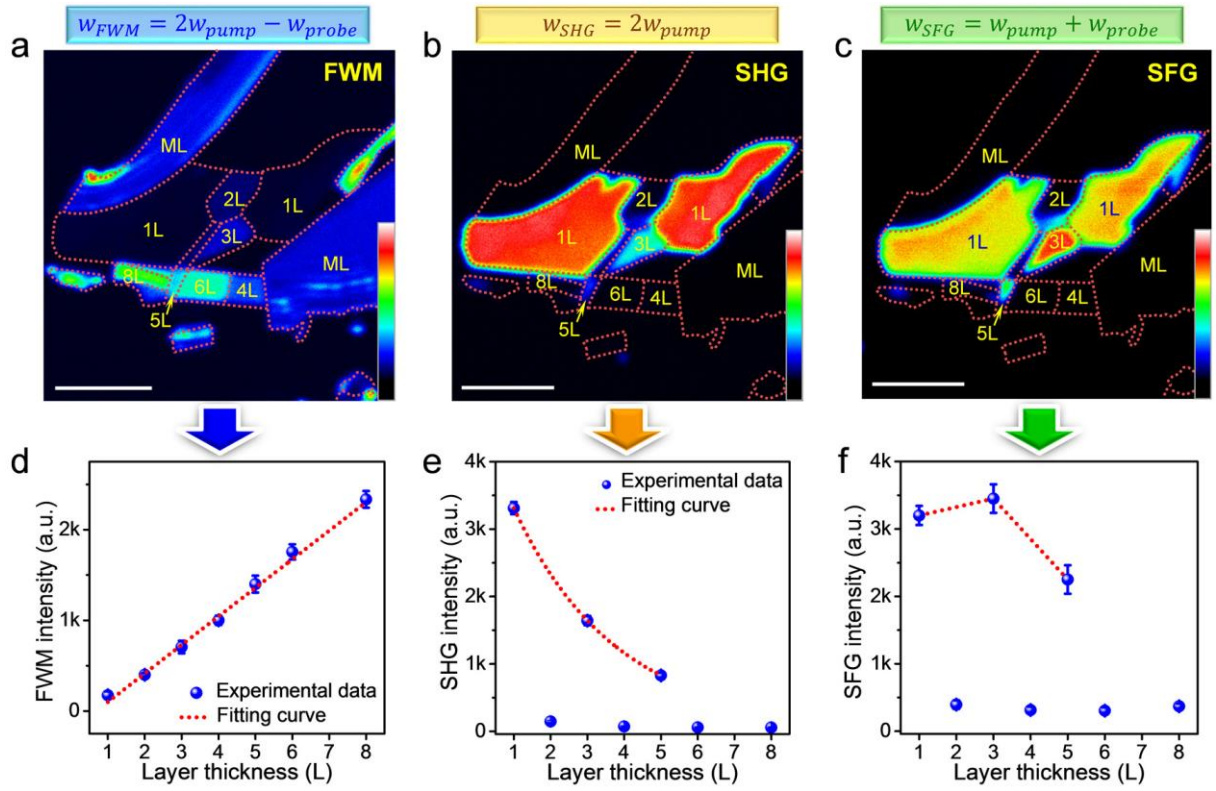 w_FWM = 2w_pump − w_probe
w_SHG = 2w_pump
w_SFG = w_pump + w_probe
a
FWM
ML
2L
1L
1L
3L
ML
8L
6L
4L
5L
b
SHG
ML
2L
1L
1L
3L
ML
8L
6L
4L
5L
c
SFG
ML
2L
1L
1L
3L
ML
8L
6L
4L
5L
d
FWM intensity (a.u.)
2k
1k
0
Experimental data
Fitting curve
1 2 3 4 5 6 7 8
Layer thickness (L)
e
SHG intensity (a.u.)
4k
3k
2k
1k
0
Experimental data
Fitting curve
1 2 3 4 5 6 7 8
Layer thickness (L)
f
SFG intensity (a.u.)
4k
3k
2k
1k
0
Experimental data
Fitting curve
1 2 3 4 5 6 7 8
Layer thickness (L)